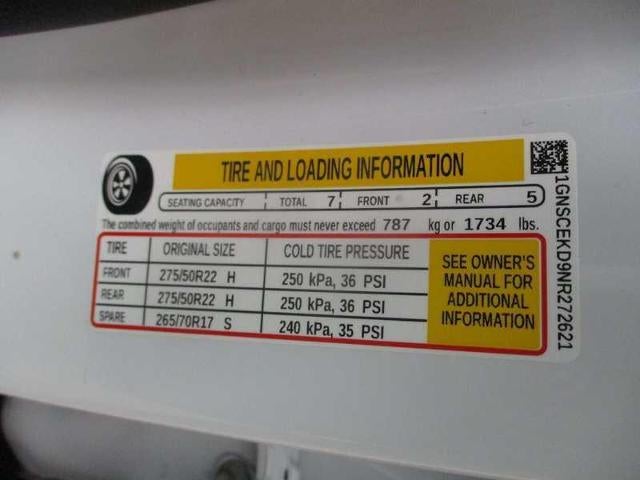 TIRE AND LOADING INFORMATION
SEATING CAPACITY TOTAL 7 FRONT 2 REAR 5
The combined weight of occupants and cargo must never exceed 787 kg or 1734 lbs.
TIRE ORIGINAL SIZE COLD TIRE PRESSURE
FRONT 275/50R22 H 250 kPa, 36 PSI
REAR 275/50R22 H 250 kPa, 36 PSI
SPARE 265/70R17 S 240 kPa, 35 PSI
SEE OWNER'S
MANUAL FOR
ADDITIONAL
INFORMATION
1GNSCEKD9NR272621